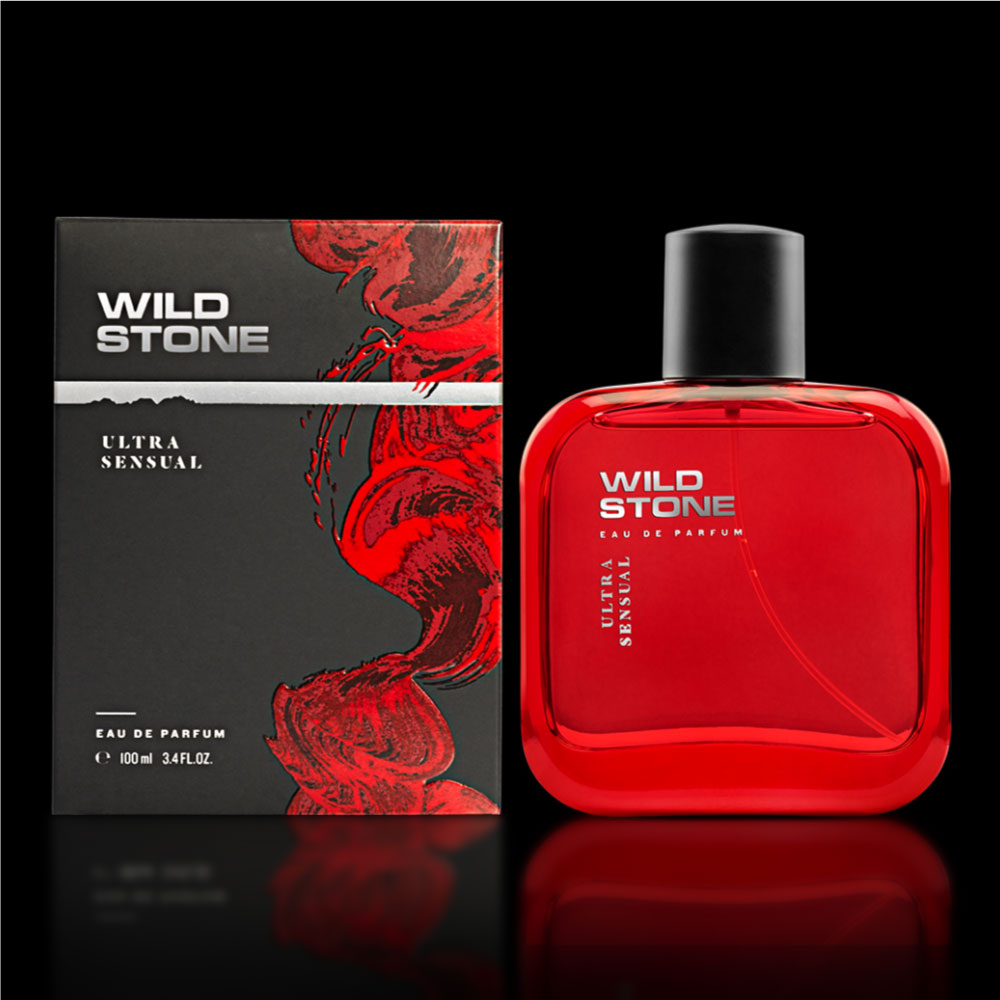 WILD
STONE
ULTRA
SENSUAL
EAU DE PARFUM
℮ 100 ml 3.4 FL.OZ.
WILD
STONE
EAU DE PARFUM
ULTRA
SENSUAL